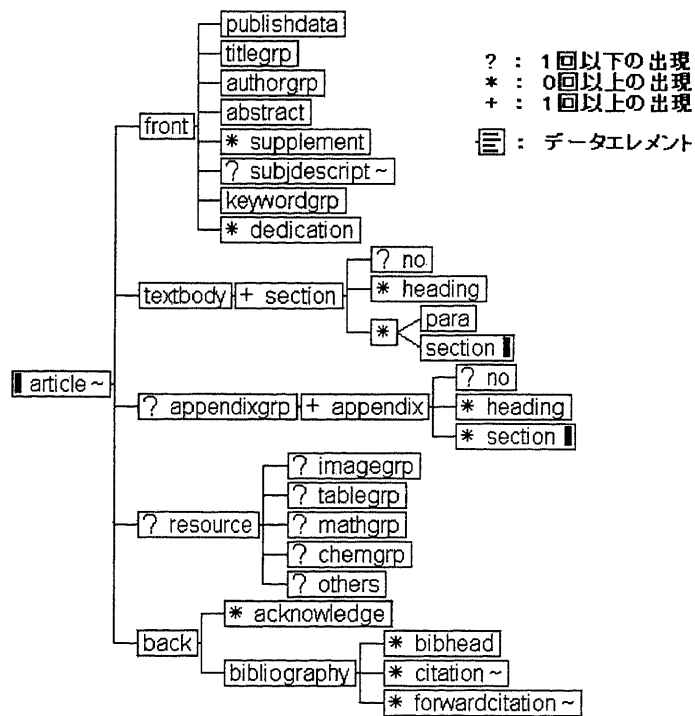 publishdata
titlegrp
authorgrp
abstract
* supplement
? subjdescript ~
keywordgrp
* dedication
front
? : 1回以下の出現
* : 0回以上の出現
+ : 1回以上の出現
: データエレメント
textbody
+ section
? no
* heading
*
para
section
article ~
? appendixgrp
+ appendix
? no
* heading
* section
? resource
? imagegrp
? tablegrp
? mathgrp
? chemgrp
? others
back
* acknowledge
bibliography
* bibhead
* citation ~
* forwardcitation ~